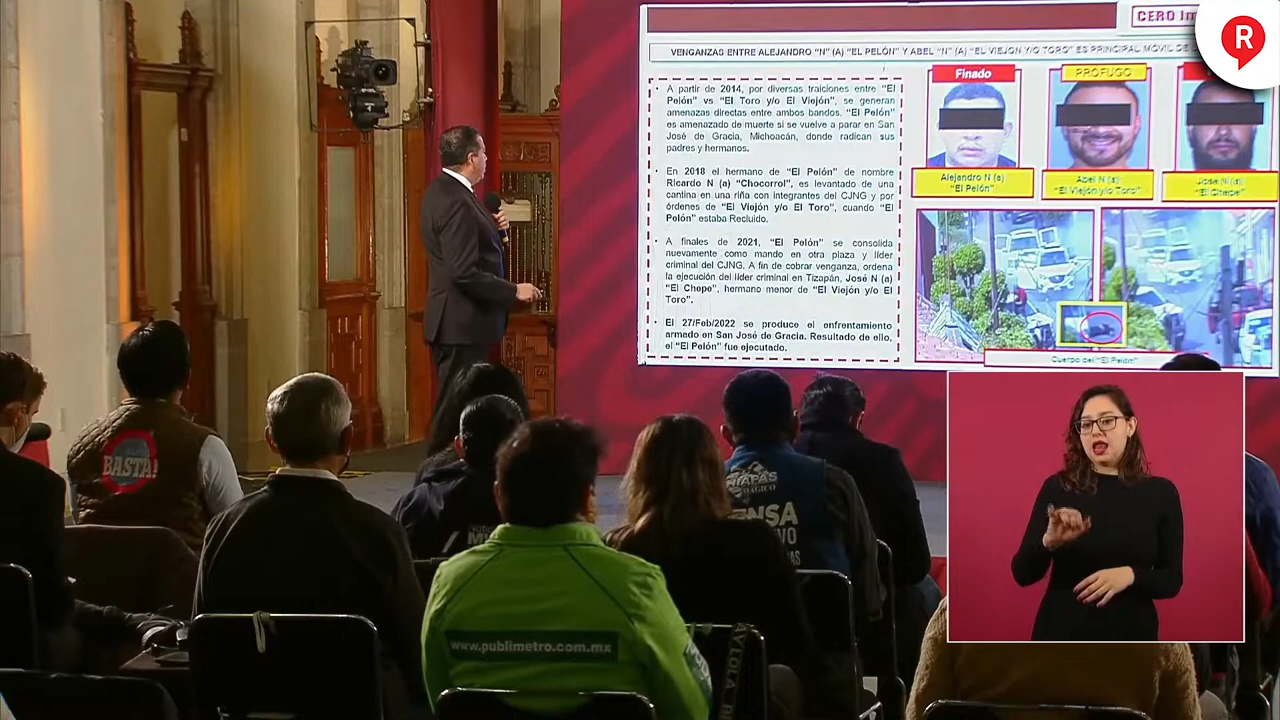 CERO Im
R
VENGANZAS ENTRE ALEJANDRO "N" (A) "EL PELÓN" Y ABEL "N" (A) "EL VIEJON Y/O TORO" ES PRINCIPAL MÓVIL DE
• A partir de 2014, por diversas traiciones entre "El
Pelón" vs "El Toro y/o El Viejón", se generan
amenazas directas entre ambos bandos. "El Pelón"
es amenazado de muerte si se vuelve a parar en San
José de Gracia, Michoacán, donde radican sus
padres y hermanos.
• En 2018 el hermano de "El Pelón" de nombre
Ricardo N (a) "Chocorrol", es levantado de una
cantina en una riña con integrantes del CJNG y por
órdenes de "El Viejón y/o El Toro", cuando "El
Pelón" estaba Recluido.
• A finales de 2021, "El Pelón" se consolida
nuevamente como mando en otra plaza y líder
criminal del CJNG. A fin de cobrar venganza, ordena
la ejecución del líder criminal en Tizapán, José N (a)
"El Chepe", hermano menor de "El Viejón y/o El
Toro".
• El 27/Feb/2022 se produce el enfrentamiento
armado en San José de Gracia. Resultado de ello,
el "El Pelón" fue ejecutado.
Finado
PROFUGO
Alejandro N (a)
"El Pelón"
Abel N (a)
"El Viejón y/o Toro"
José N (a)
"El Chepe"
Cuerpo del "El Pelón"
BASTA!
CHIAPAS
MÁGICO
ENSA
VO
AS
www.publimetro.com.mx